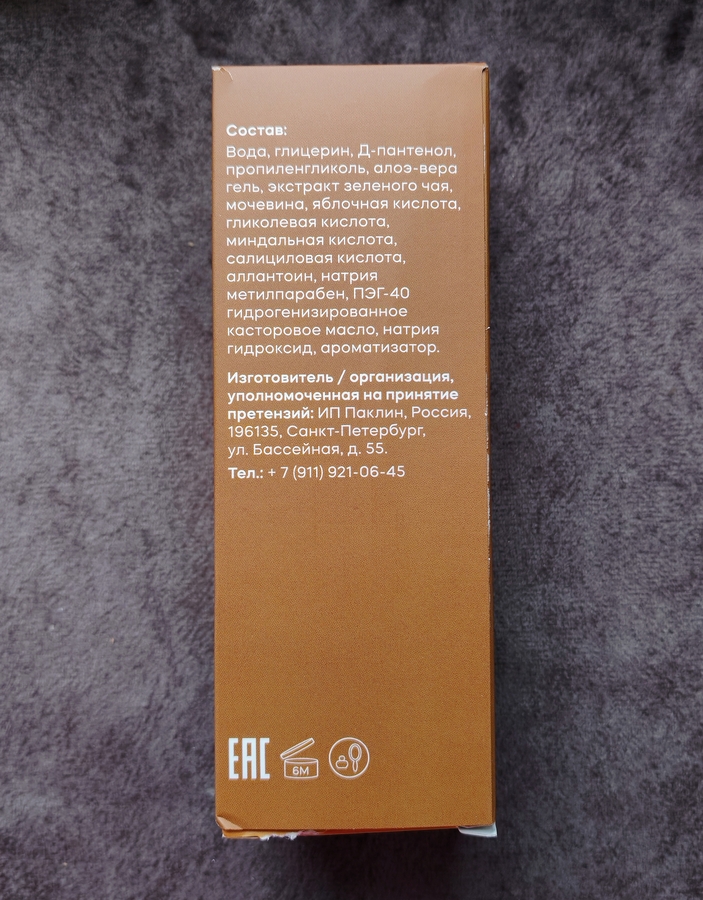 Состав:
Вода, глицерин, Д-пантенол,
пропиленгликоль, алоэ-вера
гель, экстракт зеленого чая,
мочевина, яблочная кислота,
гликолевая кислота,
миндальная кислота,
салициловая кислота,
аллантоин, натрия
метилпарабен, ПЭГ-40
гидрогенизированное
касторовое масло, натрия
гидроксид, ароматизатор.
Изготовитель / организация,
уполномоченная на принятие
претензий: ИП Паклин, Россия,
196135, Санкт-Петербург,
ул. Бассейная, д. 55.
Тел.: + 7 (911) 921-06-45
EAC 6М